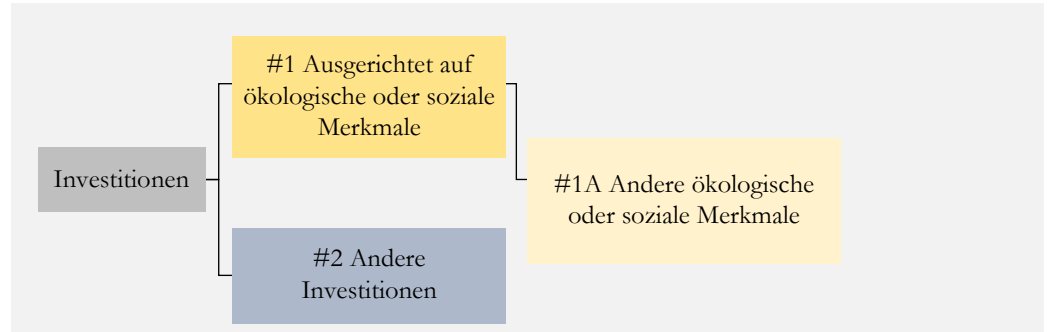 #1 Ausgerichtet auf
ökologische oder soziale
Merkmale
Investitionen
#1A Andere ökologische
oder soziale Merkmale
#2 Andere
Investitionen